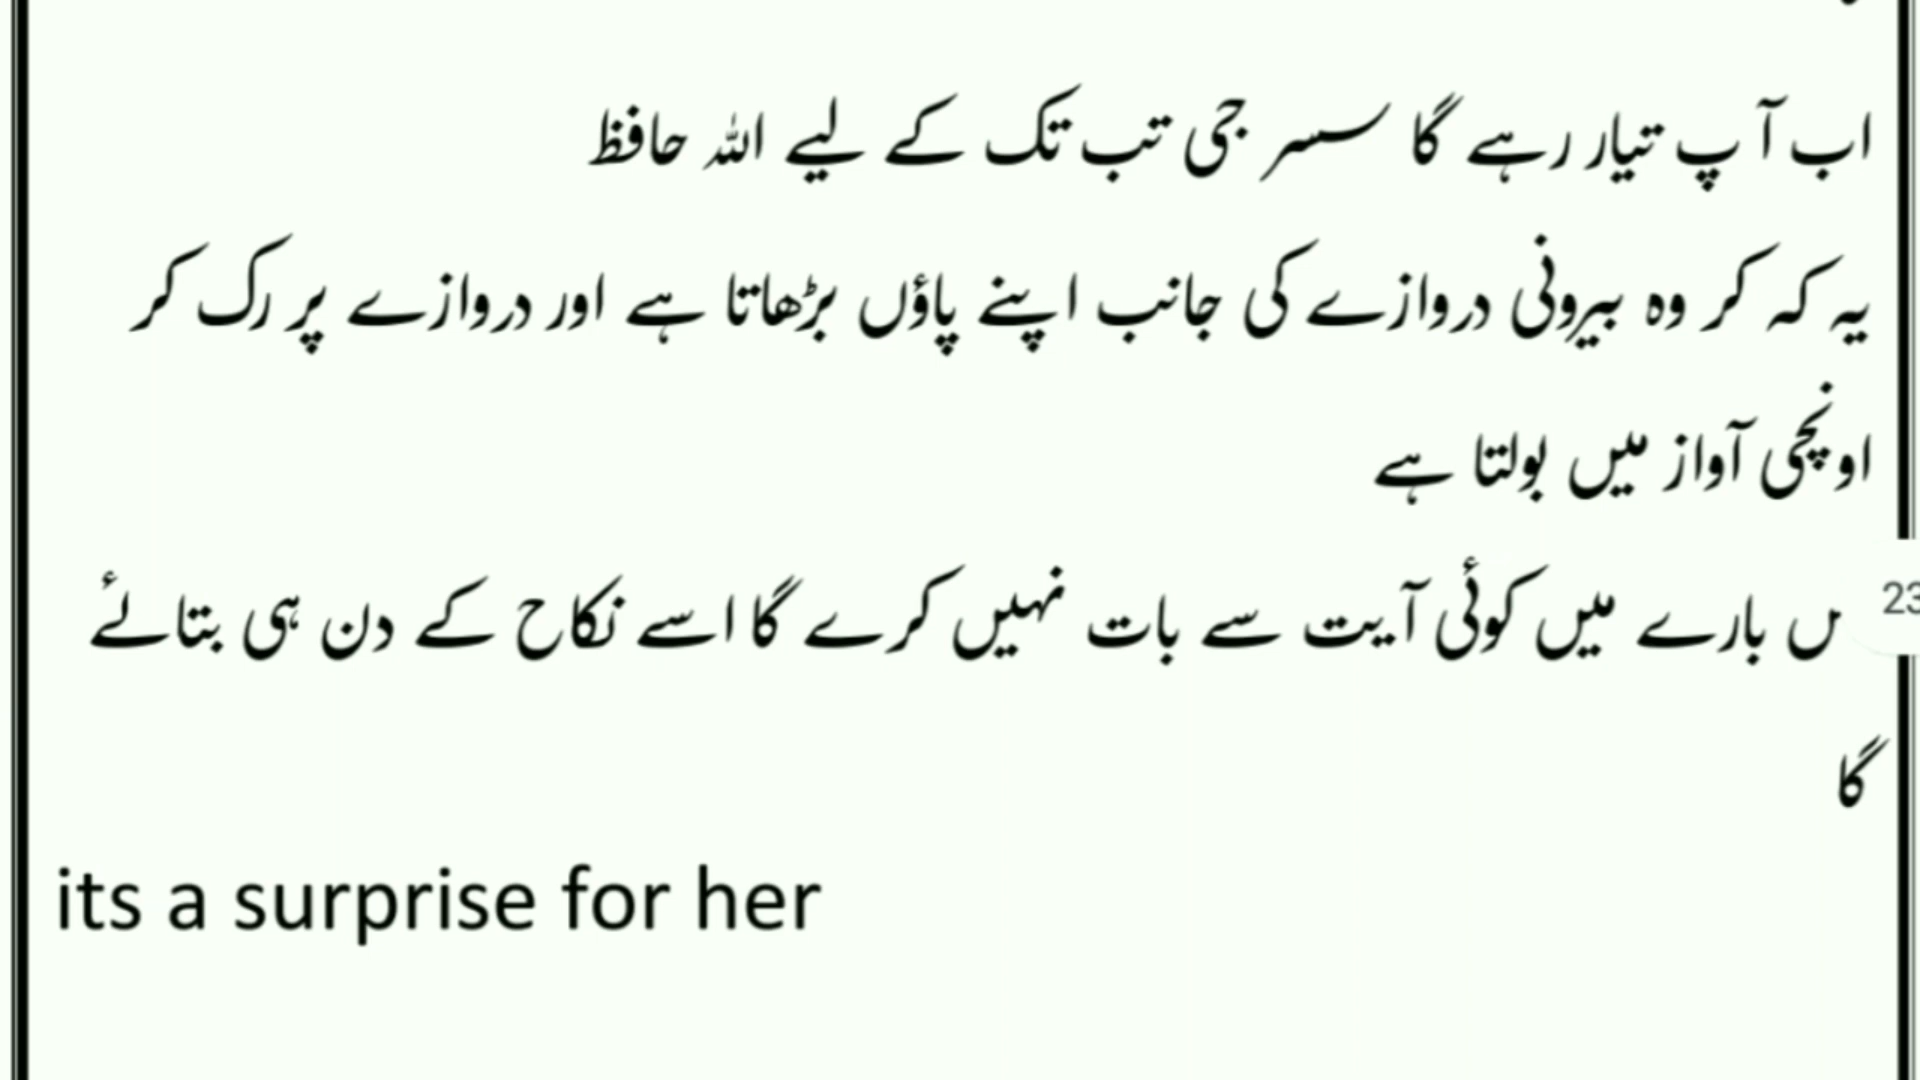 اب آ پ تیار رہے گا سسر جی تب تک کے لیے اللہ حافظ
یہ کہ کر وہ بیرونی دروازے کی جانب اپنے پاؤں بڑھاتا ہے اور دروازے پر رک کر
اونچی آواز میں بولتا ہے
بارے میں کوئی آیت سے بات نہیں کرے گا اسے نکاح کے دن ہی بتائے
گا
its a surprise for her